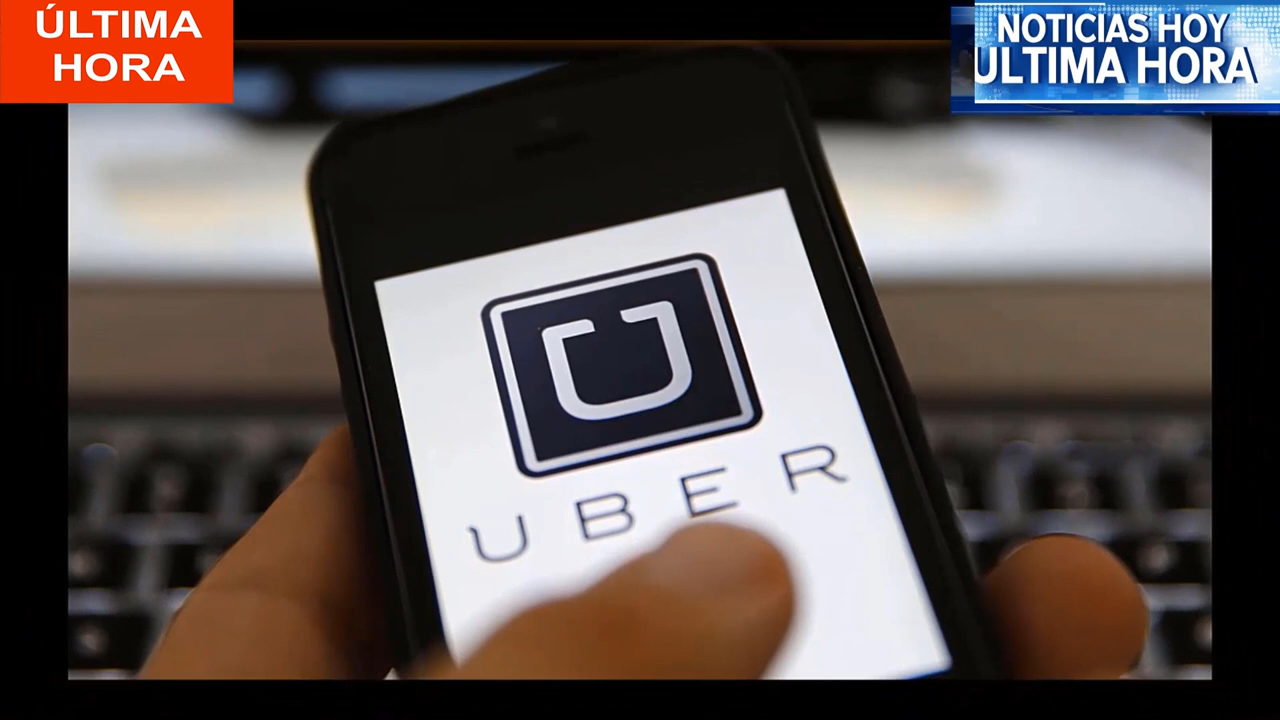 ÚLTIMA
HORA
NOTICIAS HOY
ULTIMA HORA
U
UBER